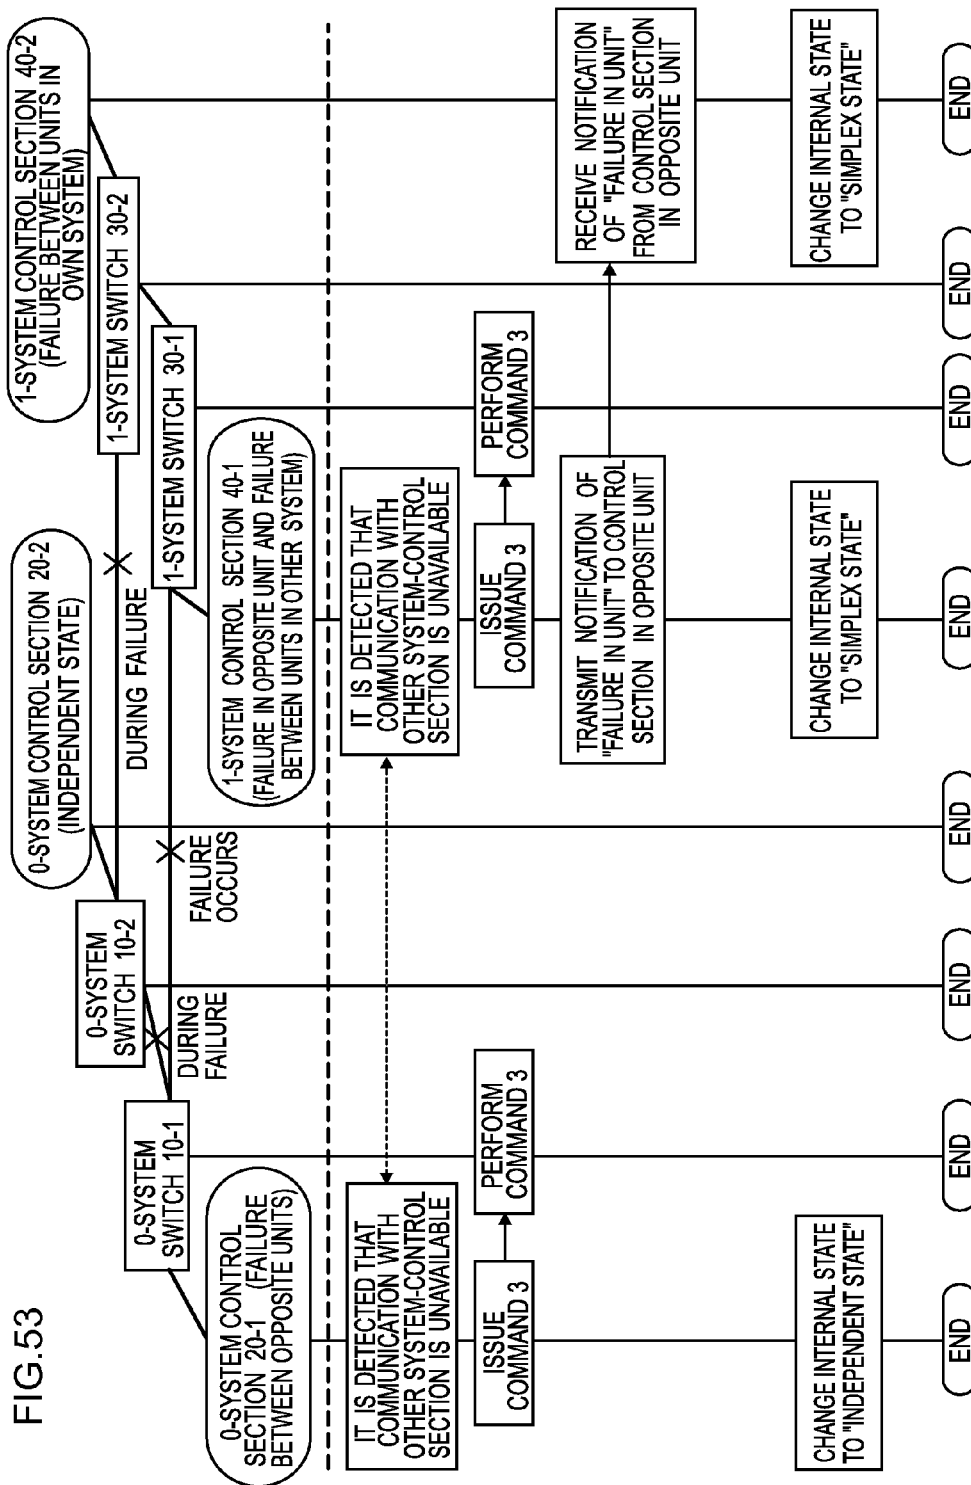 FIG.53
0-SYSTEM CONTROL
SECTION 20-1 (FAILURE
BETWEEN OPPOSITE UNITS)
0-SYSTEM
SWITCH 10-1
0-SYSTEM
SWITCH 10-2
0-SYSTEM CONTROL SECTION 20-2
(INDEPENDENT STATE)
1-SYSTEM CONTROL SECTION 40-1
(FAILURE IN OPPOSITE UNIT AND FAILURE
BETWEEN UNITS IN OTHER SYSTEM)
1-SYSTEM SWITCH 30-1
1-SYSTEM SWITCH 30-2
1-SYSTEM CONTROL SECTION 40-2
(FAILURE BETWEEN UNITS IN
OWN SYSTEM)
DURING
FAILURE
FAILURE
OCCURS
DURING FAILURE
IT IS DETECTED THAT
COMMUNICATION WITH
OTHER SYSTEM-CONTROL
SECTION IS UNAVAILABLE
IT IS DETECTED THAT
COMMUNICATION WITH
OTHER SYSTEM-CONTROL
SECTION IS UNAVAILABLE
ISSUE
COMMAND 3
PERFORM
COMMAND 3
ISSUE
COMMAND 3
PERFORM
COMMAND 3
TRANSMIT NOTIFICATION OF
"FAILURE IN UNIT" TO CONTROL
SECTION IN OPPOSITE UNIT
RECEIVE NOTIFICATION
OF "FAILURE IN UNIT"
FROM CONTROL SECTION
IN OPPOSITE UNIT
CHANGE INTERNAL STATE
TO "INDEPENDENT STATE"
CHANGE INTERNAL STATE
TO "SIMPLEX STATE"
CHANGE INTERNAL STATE
TO "SIMPLEX STATE"
END
END
END
END
END
END
END
END